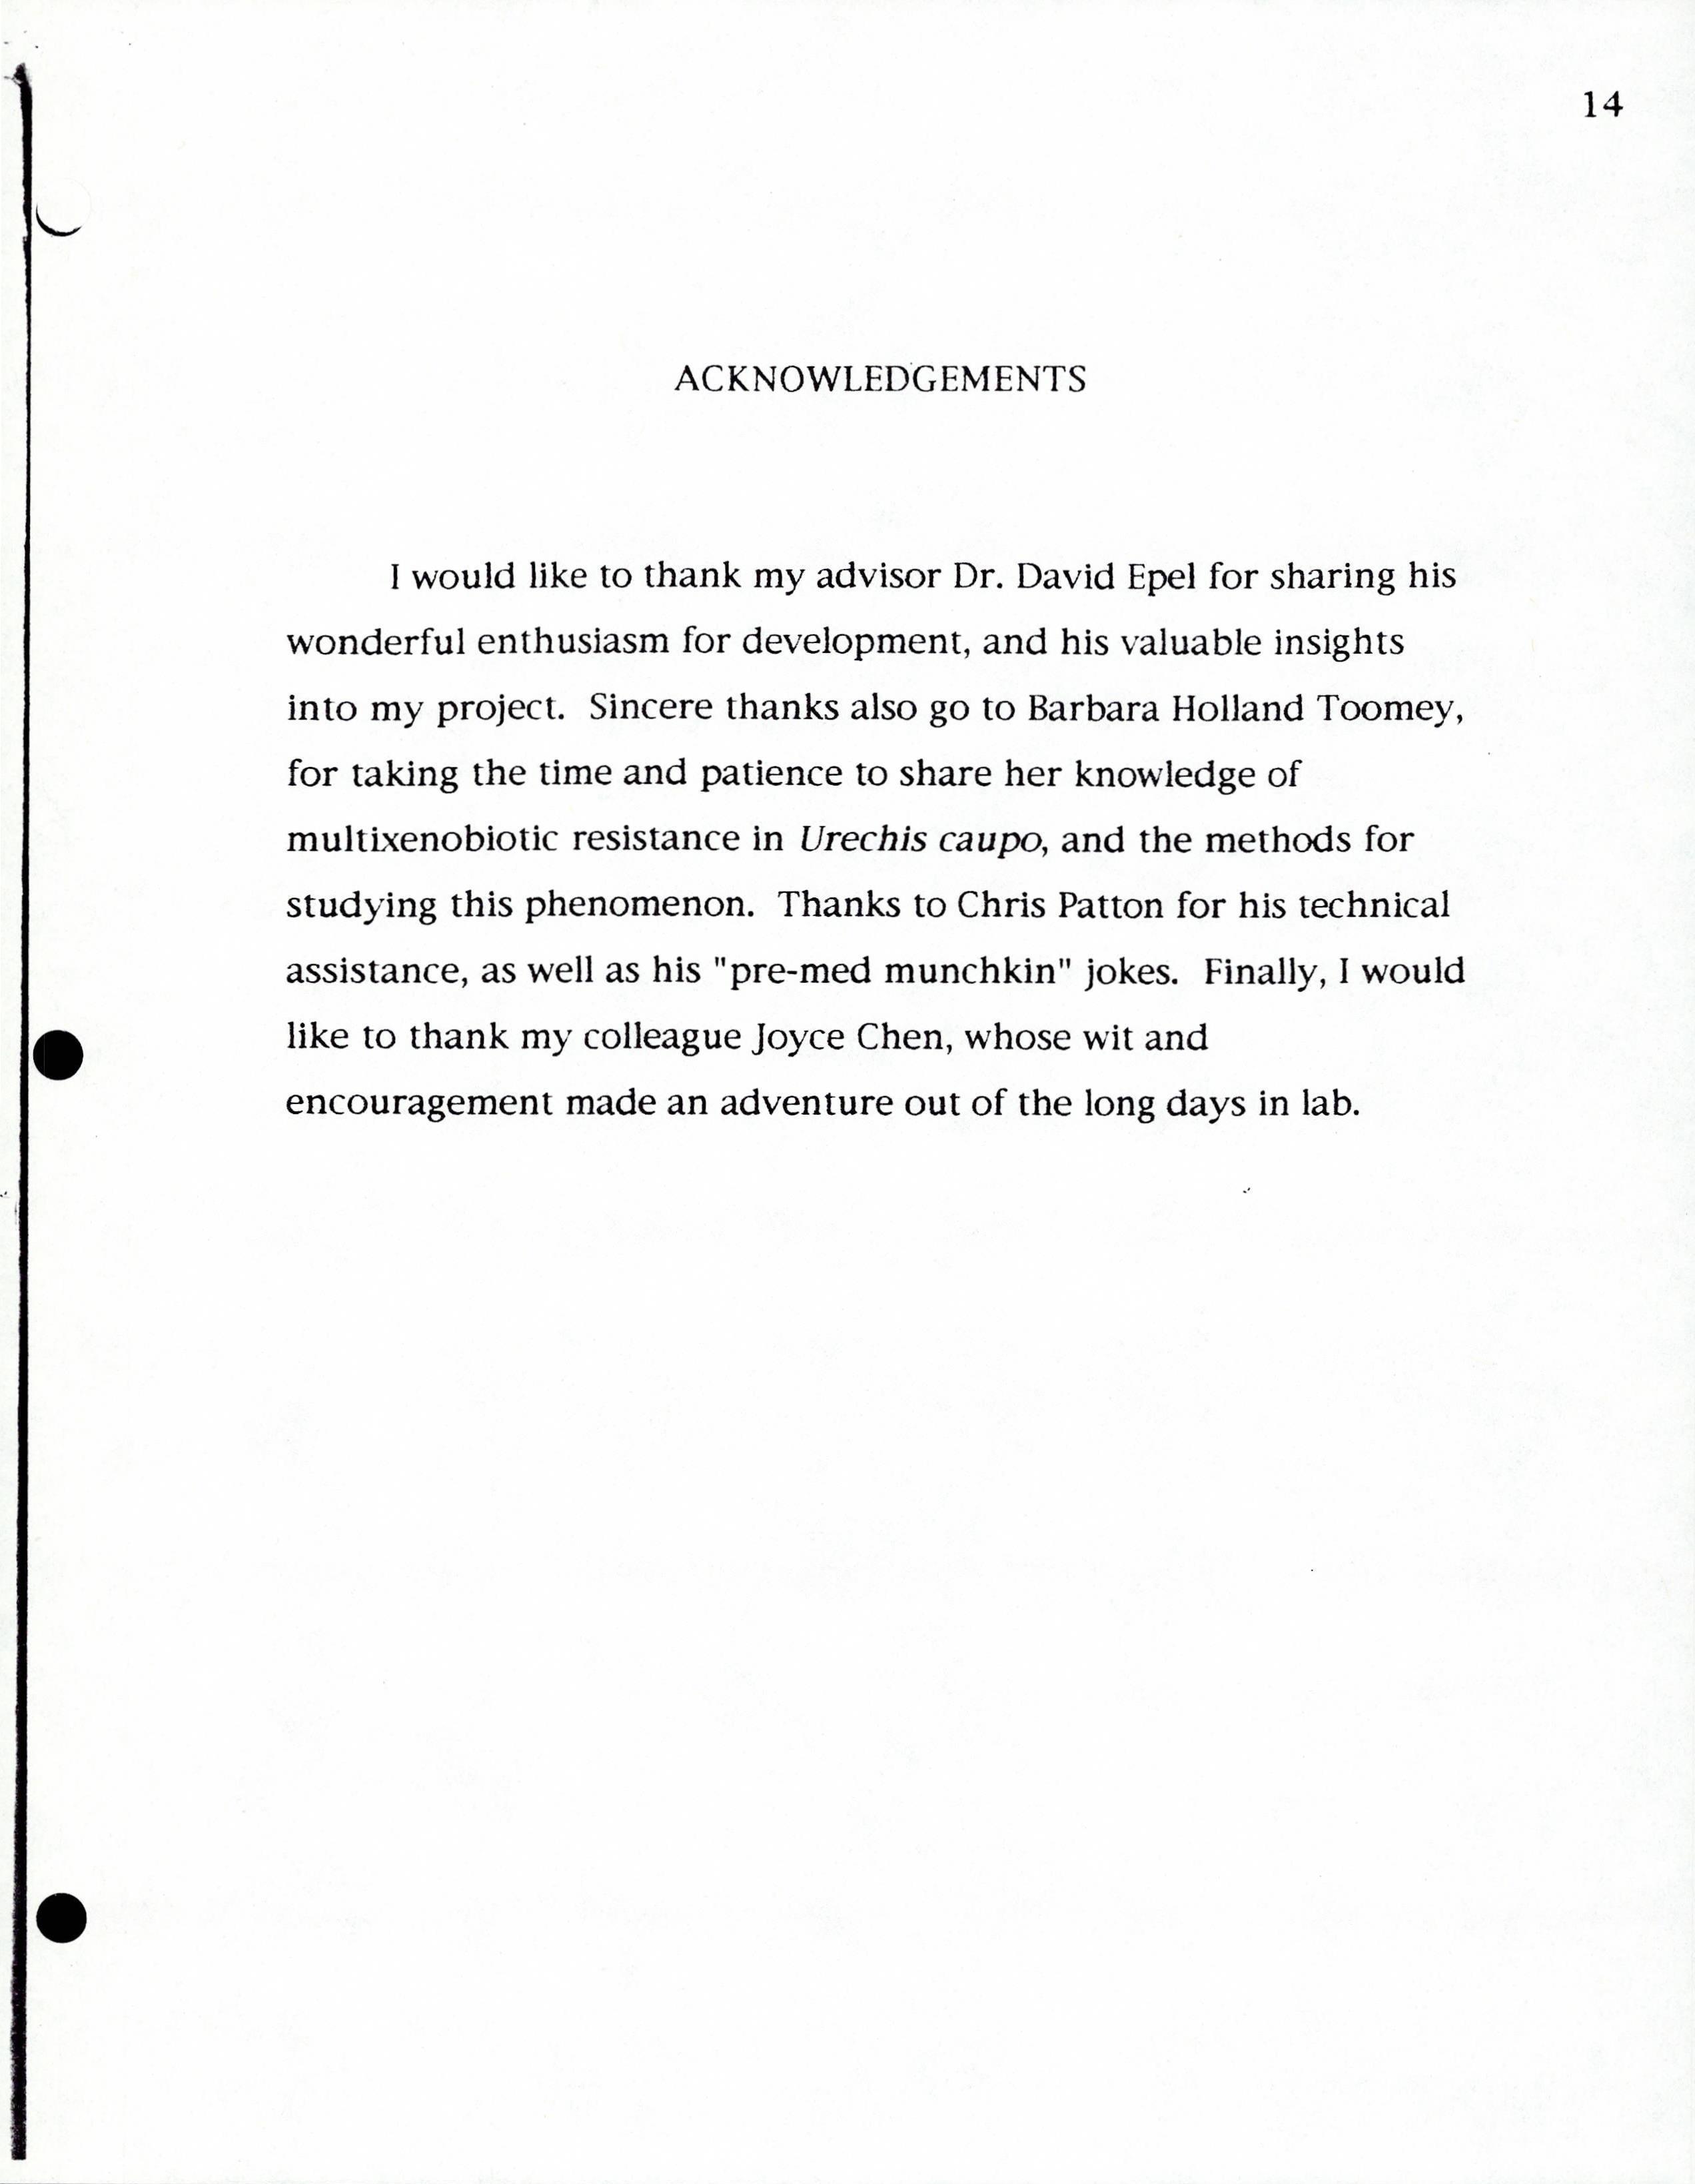 14
ACKNOWLEDGEMENTS
I would like to thank my advisor Dr. David Epel for sharing his
wonderful enthusiasm for development, and his valuable insights
into my project.  Sincere thanks also go to Barbara Holland Toomey,
for taking the time and patience to share her knowledge of
multixenobiotic resistance in Urechis caupo, and the methods for
studying this phenomenon.  Thanks to Chris Patton for his technical
assistance, as well as his "pre-med munchkin" jokes.  Finally, I would
like to thank my colleague Joyce Chen, whose wit and
encouragement made an adventure out of the long days in lab.